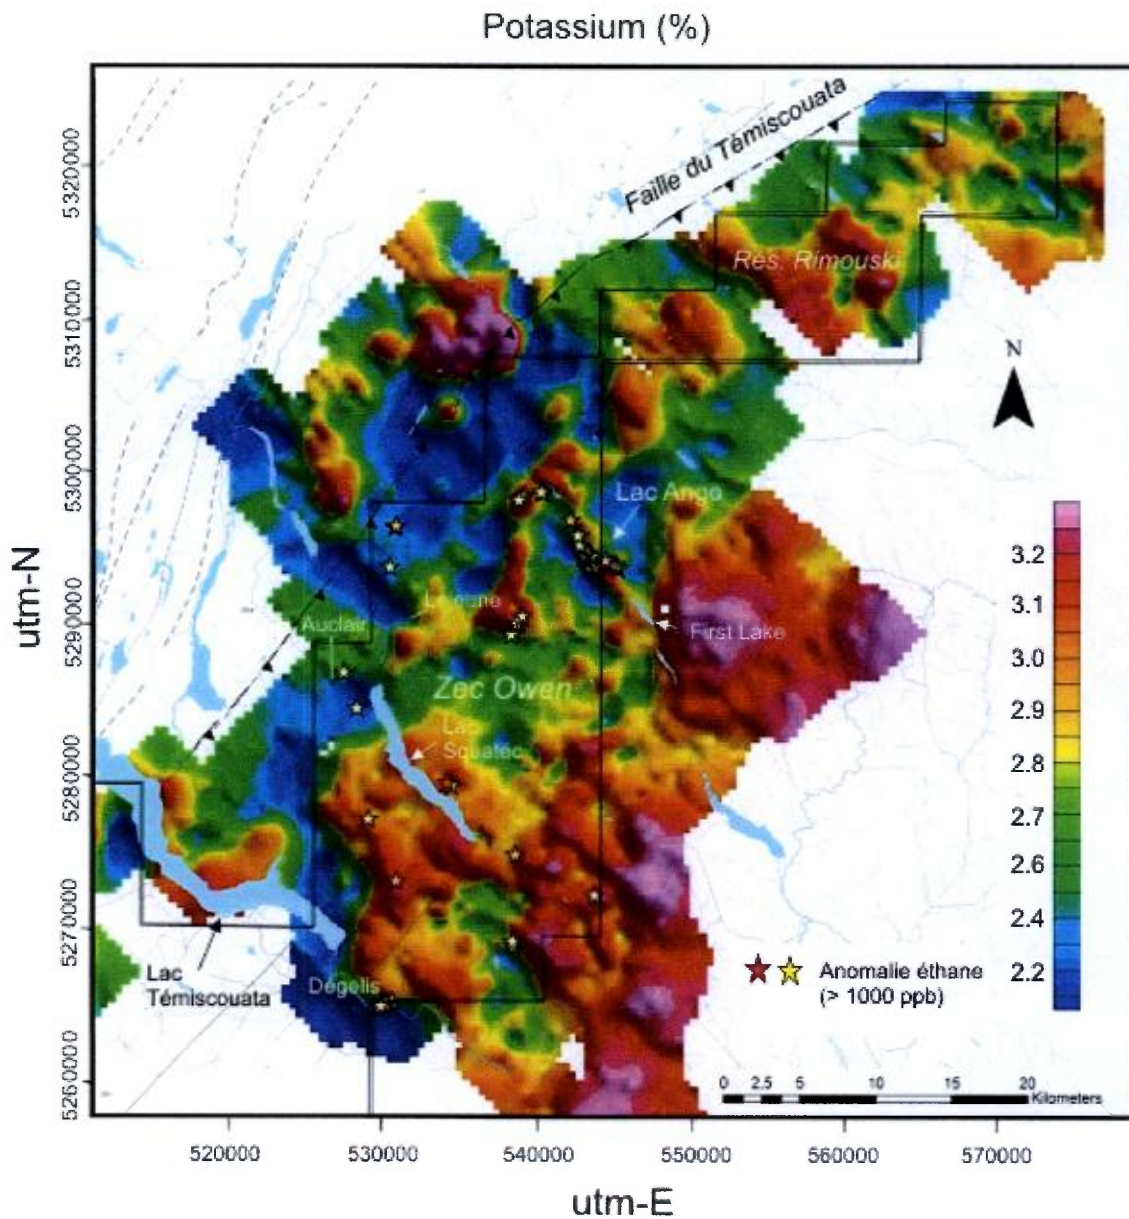 Potassium (%)
Faille du Témiscouata
Rés. Rimouski
N
Lac Ango
Auclair
First Lake
Zec Owen
Lac
Squatec
Lac
Témiscouata
Dégelis
3.2
3.1
3.0
2.9
2.8
2.7
2.6
2.4
2.2
Anomalie éthane
(> 1000 ppb)
0 2.5 5 10 15 20
Kilometers
utm-N
5320000
5310000
5300000
5290000
5280000
5270000
5260000
520000 530000 540000 550000 560000 570000
utm-E